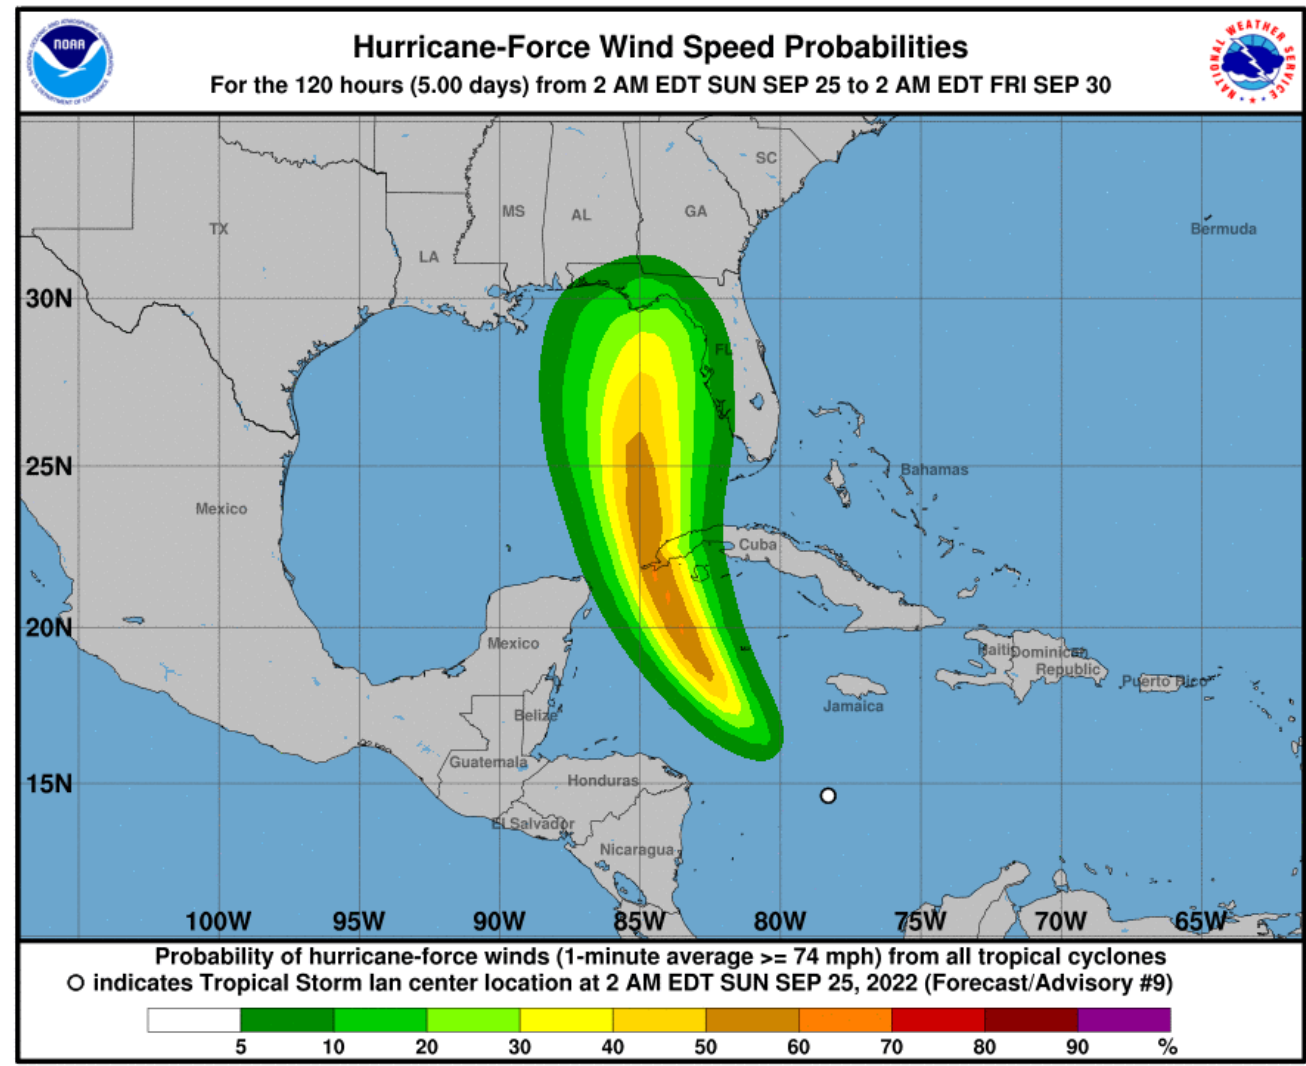 Hurricane-Force Wind Speed Probabilities
For the 120 hours (5.00 days) from 2 AM EDT SUN SEP 25 to 2 AM EDT FRI SEP 30
NOAA
NATIONAL WEATHER SERVICE
SC
MS
AL
GA
TX
LA
Bermuda
30N
FL
25N
Bahamas
Mexico
Cuba
20N
Mexico
Haiti
Dominican
Republic
Puerto Rico
Jamaica
Belize
Guatemala
15N
Honduras
El Salvador
Nicaragua
100W 95W 90W 85W 80W 75W 70W 65W
Probability of hurricane-force winds (1-minute average >= 74 mph) from all tropical cyclones
indicates Tropical Storm Ian center location at 2 AM EDT SUN SEP 25, 2022 (Forecast/Advisory #9)
5 10 20 30 40 50 60 70 80 90 %